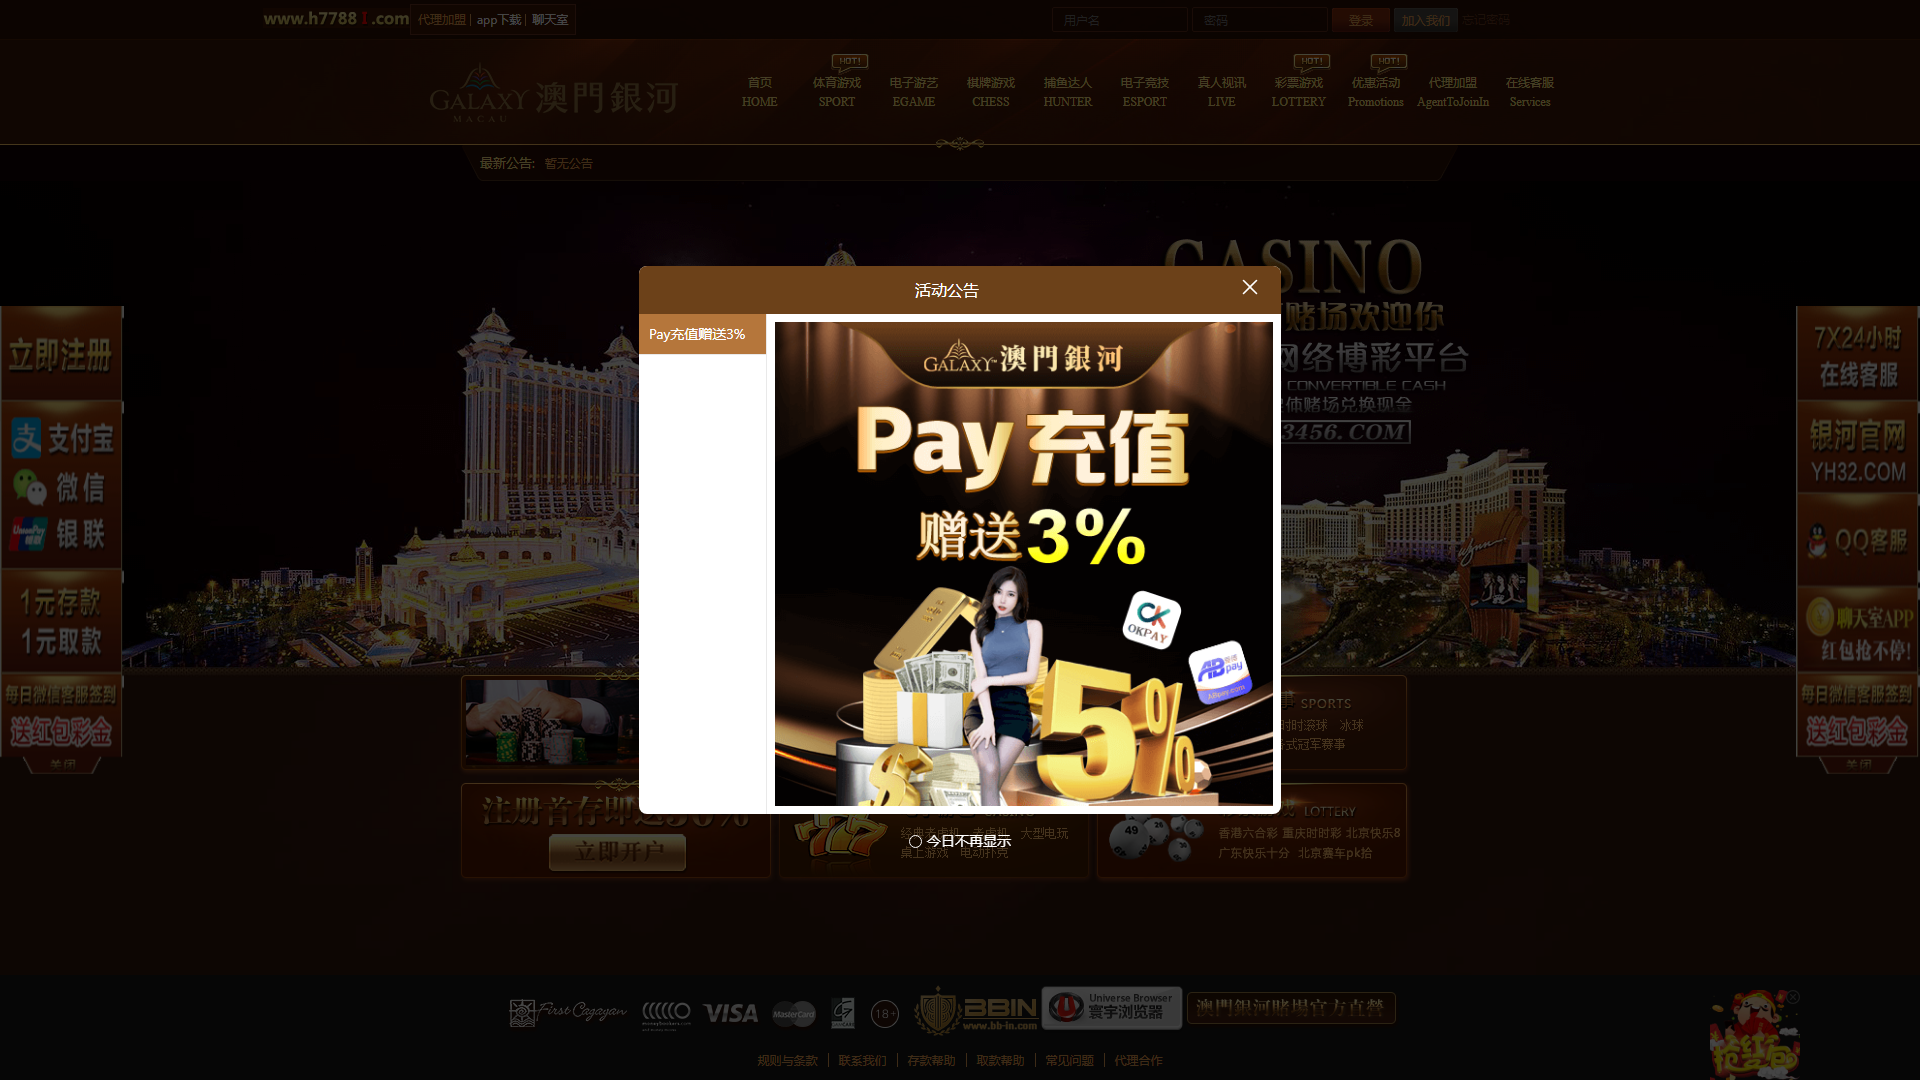 www.h7788
.com
代理加盟 | app下载 | 聊天室
用户名
密码
登录
加入我们
忘记密码
GALAXY
MACAU
澳門銀河
首页
HOME
HOT!
体育游戏
SPORT
电子游艺
EGAME
棋牌游戏
CHESS
捕鱼达人
HUNTER
电子竞技
ESPORT
真人视讯
LIVE
HOT!
彩票游戏
LOTTERY
HOT!
优惠活动
Promotions
代理加盟
AgentToJoinIn
在线客服
Services
最新公告: 暂无公告
CASINO
赌场欢迎你
网络博彩平台
CONVERTIBLE CASH
体赌场兑换现金
3456.COM
立即注册
支付宝
微信
UnionPay
银联
1元存款
1元取款
每日微信客服签到
送红包彩金
关闭
7X24小时
在线客服
银河官网
YH32.COM
QQ客服
聊天室APP
红包抢不停!
每日微信客服签到
送红包彩金
关闭
活动公告
Pay充值赠送3%
GALAXY™ 澳門銀河
Pay 充值
赠送3%
CK
OKPAY
AB pay
ABpay.com
$
5%
今日不再显示
SPORTS
时时滚球 冰球
各式冠军赛事
注册首存即送38%
立即开户
777
经典老虎机 老虎机 大型电玩
桌上游戏 电动扑克
LOTTERY
49
香港六合彩 重庆时时彩 北京快乐8
广东快乐十分 北京赛车pk拾
First Cagayan
moneybookers.com
VISA
MasterCard
18+
BBIN
www.bb-in.com
Universe Browser
寰宇浏览器
澳門銀河賭場官方直營
规则与条款 | 联系我们 | 存款帮助 | 取款帮助 | 常见问题 | 代理合作
抢红包